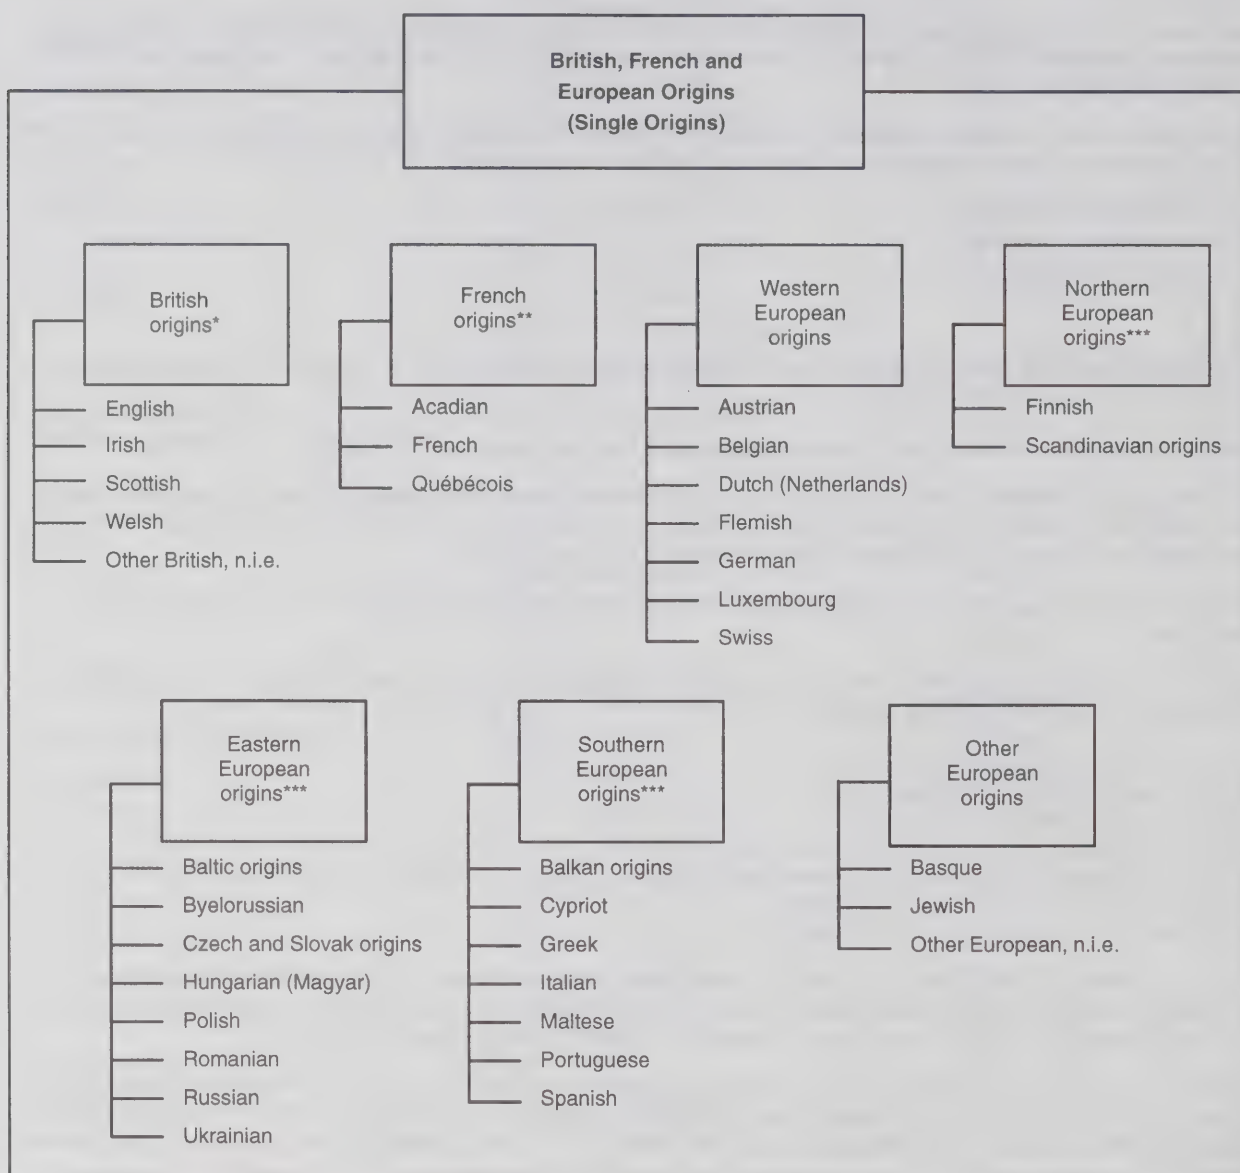 British, French and
European Origins
(Single Origins)
British
origins*
English
Irish
Scottish
Welsh
Other British, n.i.e.
French
origins**
Acadian
French
Québécois
Western
European
origins
Austrian
Belgian
Dutch (Netherlands)
Flemish
German
Luxembourg
Swiss
Northern
European
origins***
Finnish
Scandinavian origins
Eastern
European
origins***
Baltic origins
Byelorussian
Czech and Slovak origins
Hungarian (Magyar)
Polish
Romanian
Russian
Ukrainian
Southern
European
origins***
Balkan origins
Cypriot
Greek
Italian
Maltese
Portuguese
Spanish
Other
European
origins
Basque
Jewish
Other European, n.i.e.